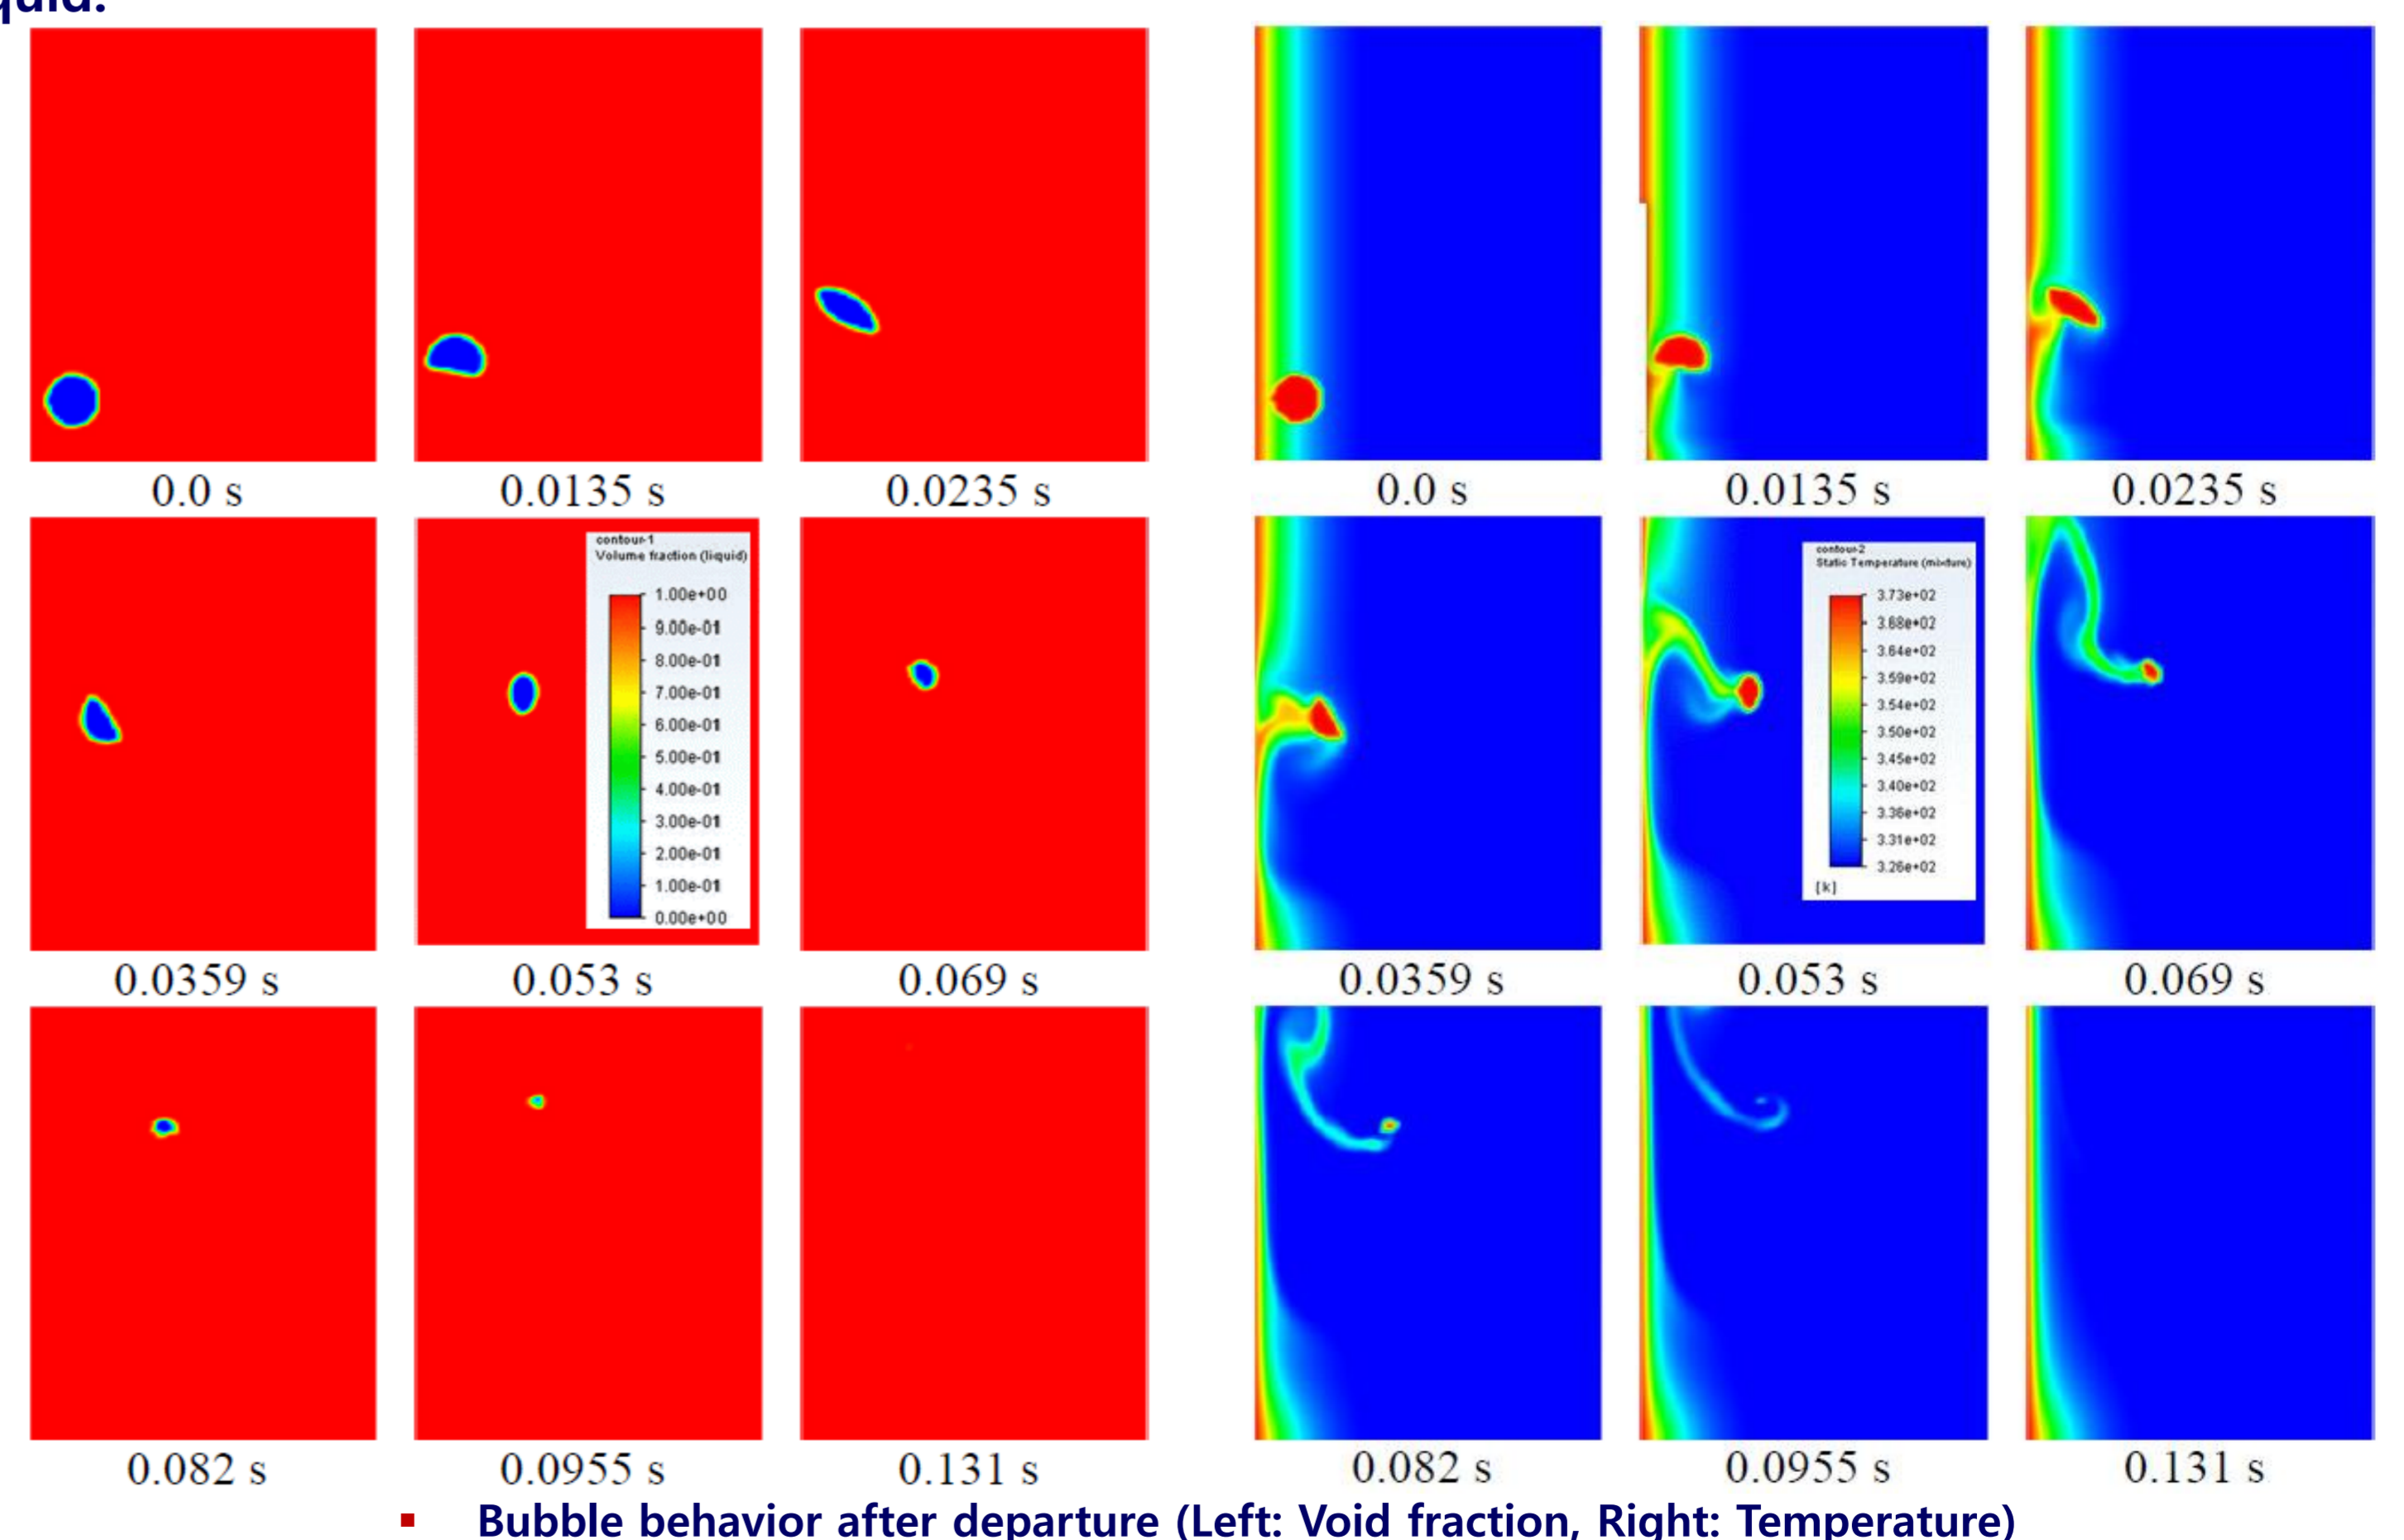 quid.
0.0 s 0.0135 s 0.0235 s 0.0 s 0.0135 s 0.0235 s
contour-1
Volume fraction (liquid)
1.00e+00
9.00e-01
8.00e-01
7.00e-01
6.00e-01
5.00e-01
4.00e-01
3.00e-01
2.00e-01
1.00e-01
0.00e+00
contour-2
Static Temperature (mixture)
3.73e+02
3.68e+02
3.64e+02
3.59e+02
3.54e+02
3.50e+02
3.45e+02
3.40e+02
3.36e+02
3.31e+02
3.26e+02
[k]
0.0359 s 0.053 s 0.069 s 0.0359 s 0.053 s 0.069 s
0.082 s 0.0955 s 0.131 s 0.082 s 0.0955 s 0.131 s
▪ Bubble behavior after departure (Left: Void fraction, Right: Temperature)